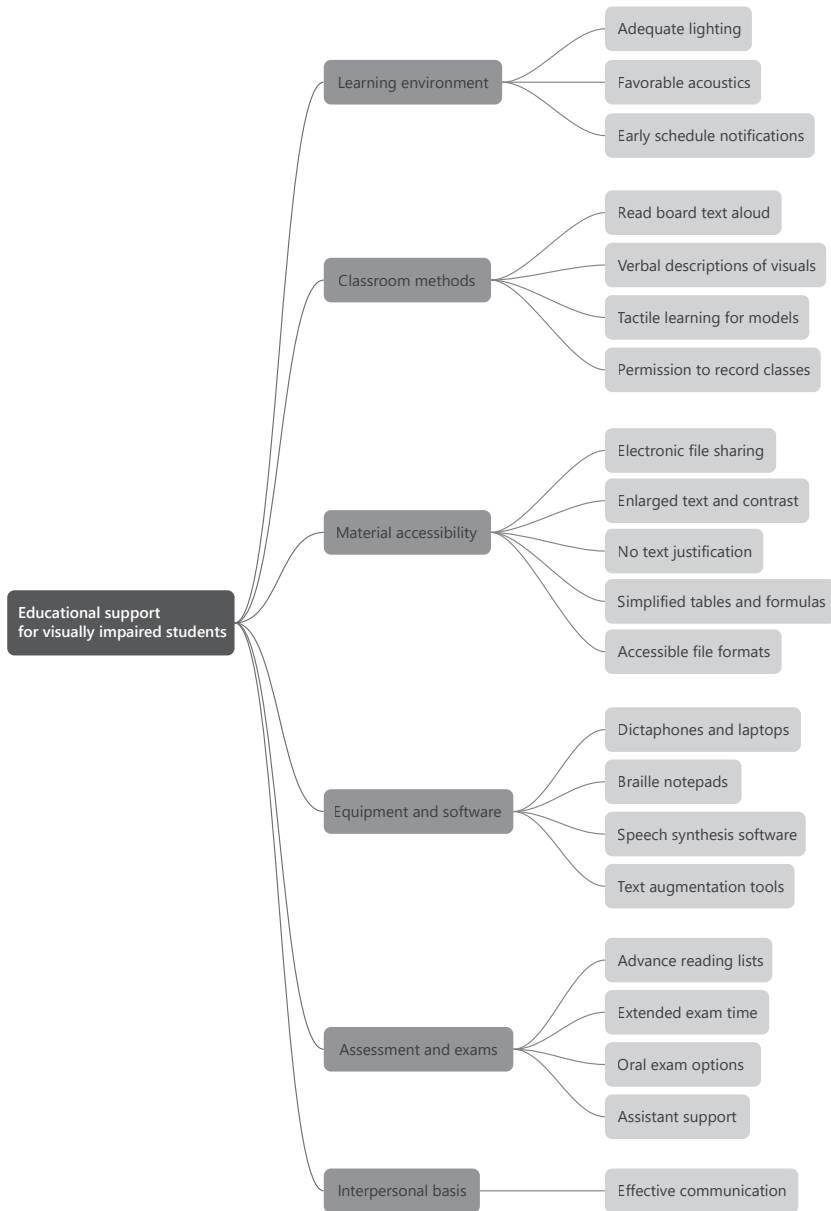 Educational support
for visually impaired students
Learning environment
Adequate lighting
Favorable acoustics
Early schedule notifications
Classroom methods
Read board text aloud
Verbal descriptions of visuals
Tactile learning for models
Permission to record classes
Material accessibility
Electronic file sharing
Enlarged text and contrast
No text justification
Simplified tables and formulas
Accessible file formats
Equipment and software
Dictaphones and laptops
Braille notepads
Speech synthesis software
Text augmentation tools
Assessment and exams
Advance reading lists
Extended exam time
Oral exam options
Assistant support
Interpersonal basis
Effective communication